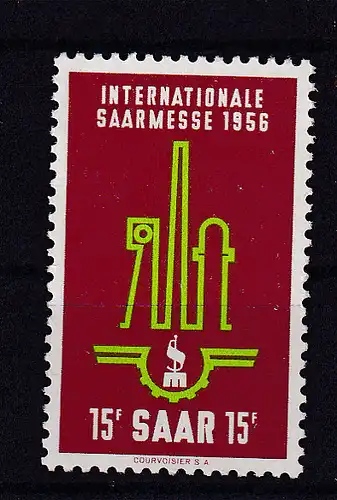 INTERNATIONALE
SAARMESSE 1956
15F SAAR 15F
COURVOISIER S A